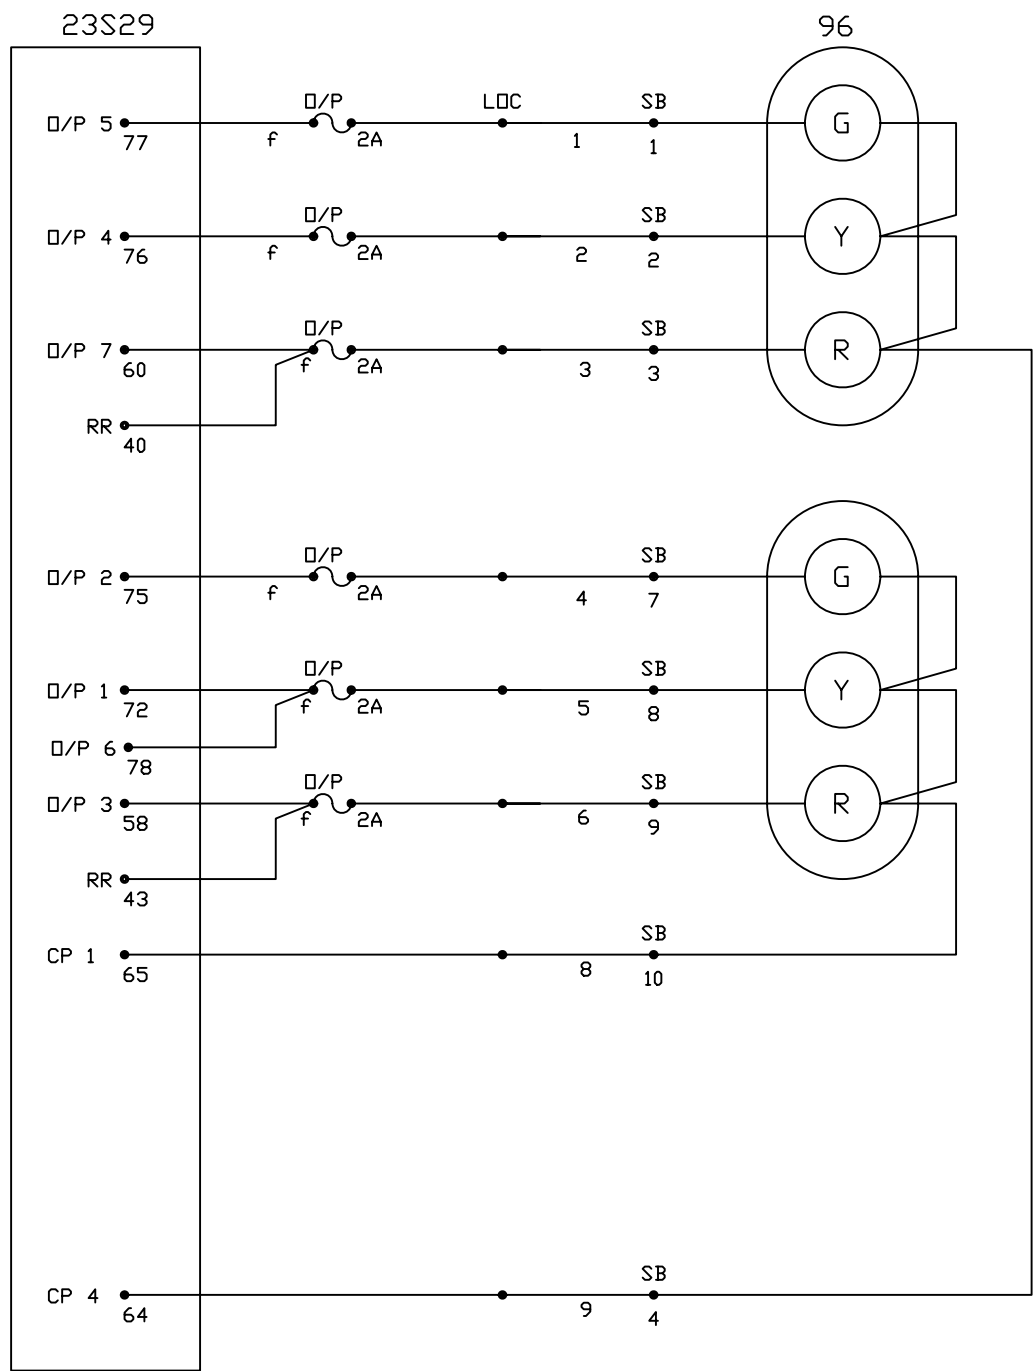 23S29 96
O/P LOC SB
O/P 5 G
77 f 2A 1 1
O/P SB
O/P 4 Y
76 f 2A 2 2
O/P SB
O/P 7 R
60 f 2A 3 3
RR
40
O/P SB
O/P 2 G
75 f 2A 4 7
O/P SB
O/P 1 Y
72 f 2A 5 8
O/P 6
78
O/P SB
O/P 3 R
58 f 2A 6 9
RR
43
SB
CP 1
65 8 10
SB
CP 4
64 9 4